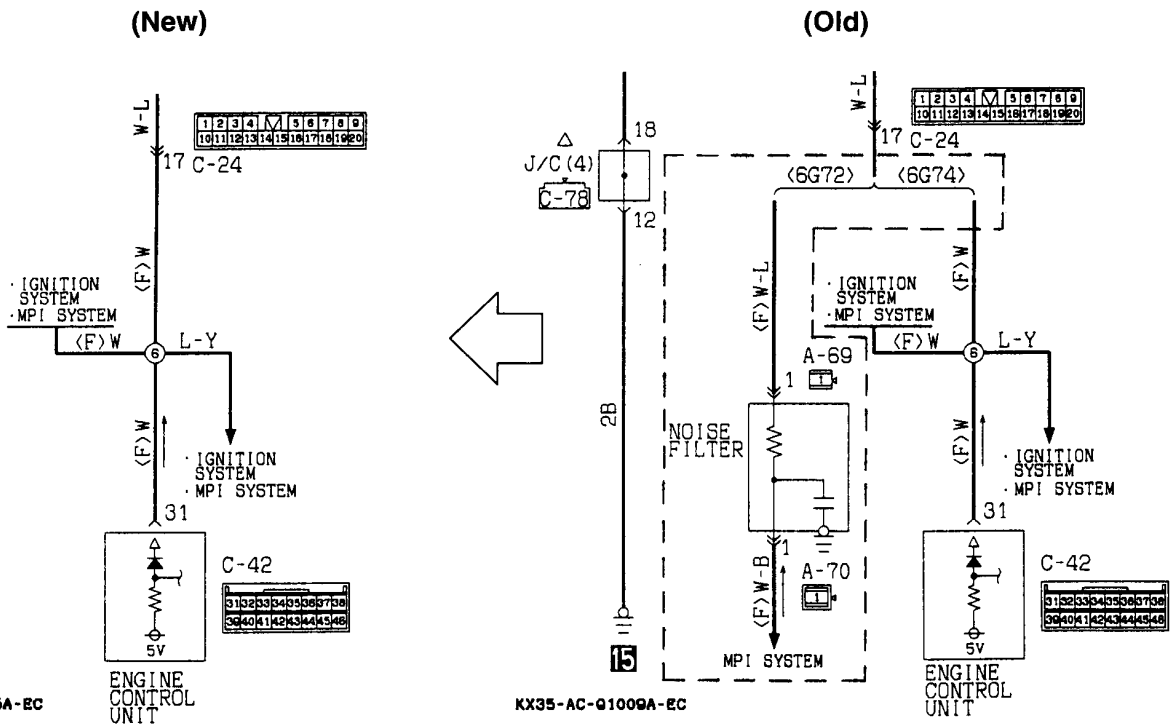 (New)
W-L
1 2 3 4 5 6 7 8 9
10 11 12 13 14 15 16 17 18 19 20
17 C-24
<F>W
· IGNITION
SYSTEM
· MPI SYSTEM
<F>W
6
L-Y
<F>W
· IGNITION
SYSTEM
· MPI SYSTEM
31
C-42
31 32 33 34 35 36 37 38
39 40 41 42 43 44 45 46
5V
ENGINE
CONTROL
UNIT
A-EC
(Old)
18
J/C (4)
C-78
12
2B
15
W-L
1 2 3 4 5 6 7 8 9
10 11 12 13 14 15 16 17 18 19 20
17 C-24
<6G72>
<6G74>
<F>W-L
1
A-69
1
NOISE
FILTER
1
A-70
1
<F>W-B
MPI SYSTEM
<F>W
· IGNITION
SYSTEM
· MPI SYSTEM
<F>W
6
L-Y
<F>W
· IGNITION
SYSTEM
· MPI SYSTEM
31
C-42
31 32 33 34 35 36 37 38
39 40 41 42 43 44 45 46
5V
ENGINE
CONTROL
UNIT
KX35-AC-Q1009A-EC